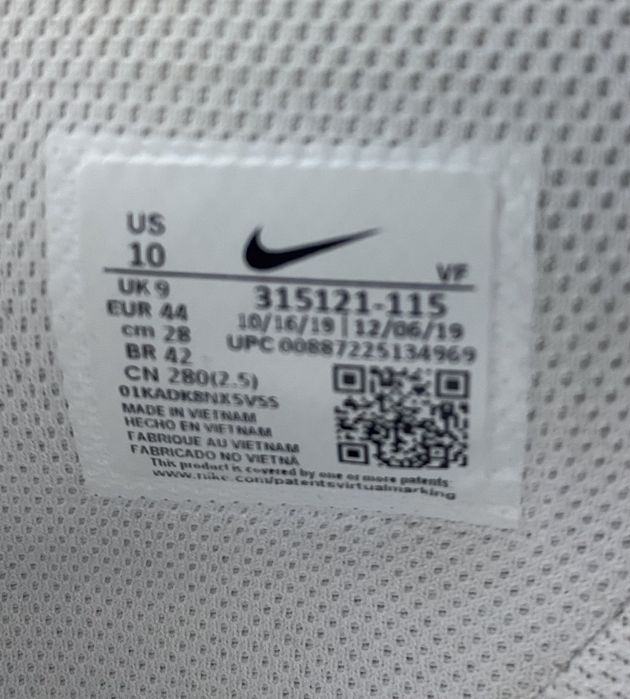 US
10
VF
UK 9
EUR 44
cm 28
BR 42
CN 280(2.5)
315121-115
10/16/19 | 12/06/19
UPC 00887225134969
01KADK8NX5VSS
MADE IN VIETNAM
HECHO EN VIETNAM
FABRIQUE AU VIETNAM
FABRICADO NO VIETNA
This product is covered by one or more patents:
www.nike.com/patentsvirtualmarking